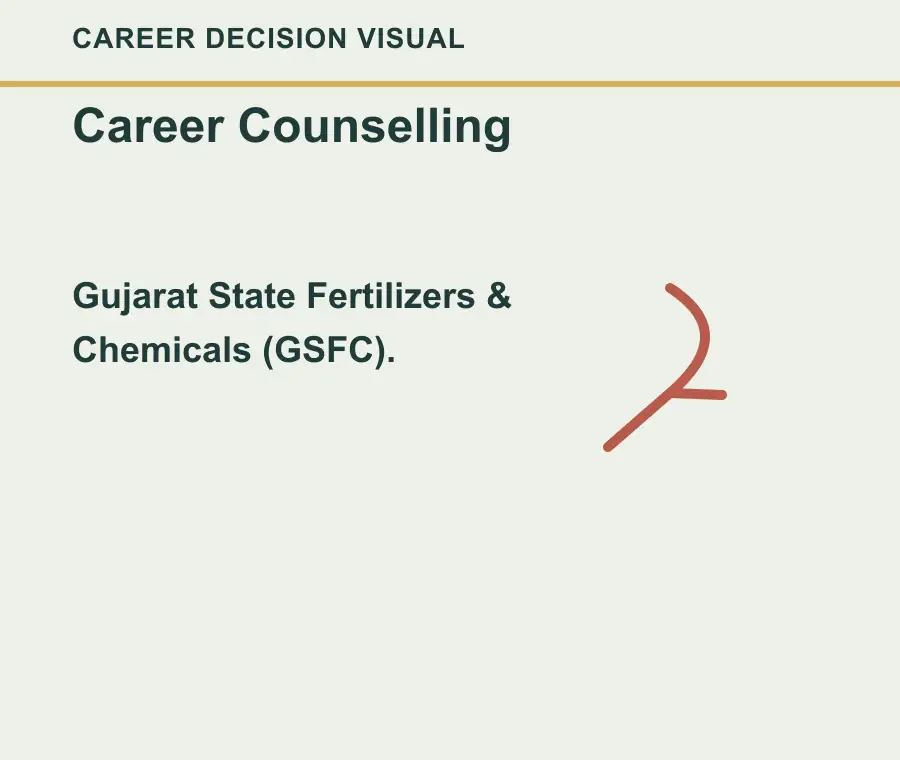 CAREER DECISION VISUAL
Career Counselling
Gujarat State Fertilizers &
Chemicals (GSFC).